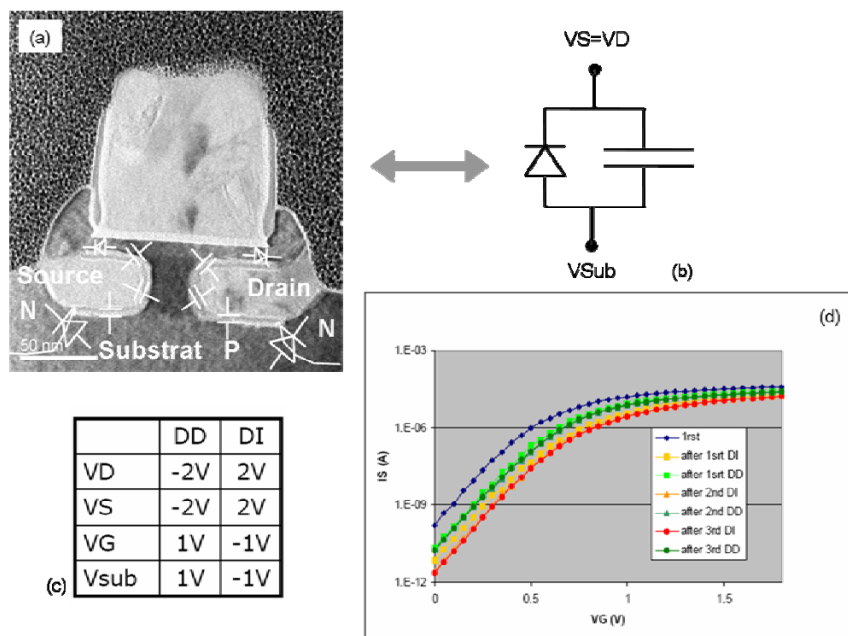 (a)
Source
Drain
N
N
50 nm
Substrat P
VS=VD
VSub
(b)
DD DI
VD -2V 2V
VS -2V 2V
VG 1V -1V
Vsub 1V -1V
(c)
(d)
1.E-03
1.E-06
1.E-09
1.E-12
IS (A)
0 0.5 1 1.5
VG (V)
1rst
after 1srt DI
after 1srt DD
after 2nd DI
after 2nd DD
after 3rd DI
after 3rd DD